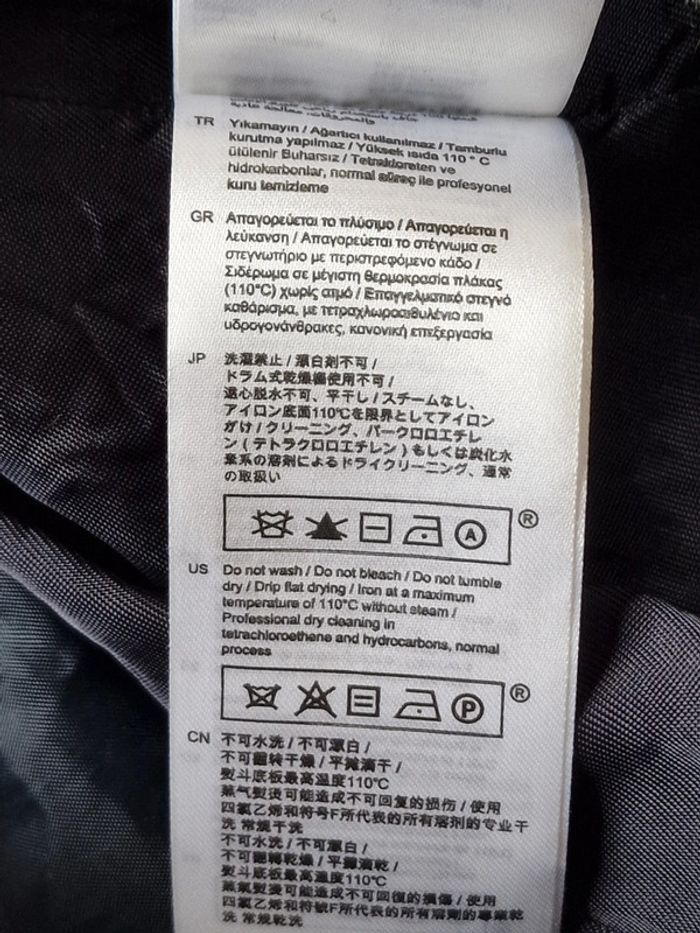 TR Yıkamayın / Ağartıcı kullanılmaz / Tamburlu
kurutma yapılmaz / Yüksek ısıda 110 ° C
ütülenir Buharsız / Tetrakloreten ve
hidrokarbonlar, normal süreç ile profesyonel
kuru temizleme
GR Απαγορεύεται το πλύσιμο / Απαγορεύεται η
λεύκανση / Απαγορεύεται το στέγνωμα σε
στεγνωτήριο με περιστρεφόμενο κάδο /
Σιδέρωμα σε μέγιστη θερμοκρασία πλάκας
(110°C) χωρίς ατμό / Επαγγελματικό στεγνό
καθάρισμα, με τετραχλωροαιθυλένιο και
υδρογονάνθρακες, κανονική επεξεργασία
JP 洗濯禁止 / 漂白剤不可 /
ドラム式乾燥機使用不可 /
遠心脱水不可、平干し / スチームなし、
アイロン底面110℃を限界としてアイロン
がけ / クリーニング、パークロロエチレ
ン (テトラクロロエチレン) もしくは炭化水
素系の溶剤によるドライクリーニング、通常
の取扱い
A ®
US Do not wash / Do not bleach / Do not tumble
dry / Drip flat drying / Iron at a maximum
temperature of 110°C without steam /
Professional dry cleaning in
tetrachloroethene and hydrocarbons, normal
process
P ®
CN 不可水洗 / 不可漂白 /
不可翻转干燥 / 平摊滴干 /
熨斗底板最高温度110℃
蒸气熨烫可能造成不可回复的损伤 / 使用
四氯乙烯和符号F所代表的所有溶剂的专业干
洗 常规干洗
不可水洗 / 不可漂白 /
不可翻轉乾燥 / 平攤滴乾 /
熨斗底板最高溫度110℃
蒸氣熨燙可能造成不可回復的損傷 / 使用
四氯乙烯和符號F所代表的所有溶劑的專業乾
洗 常規乾洗